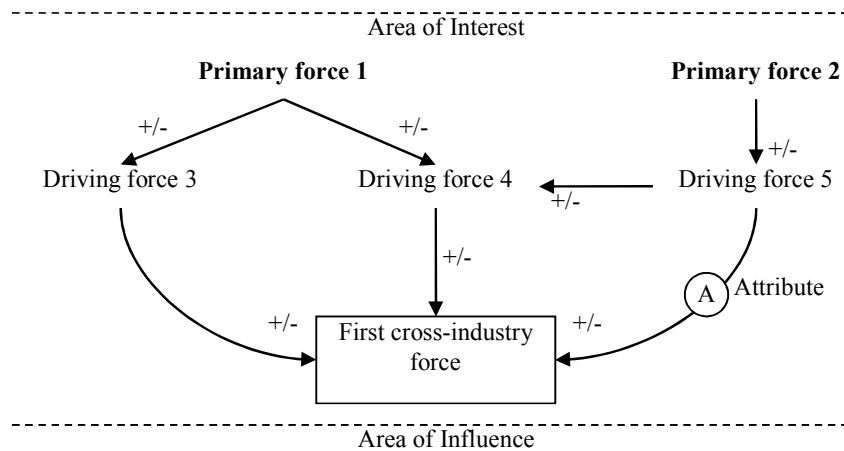 Area of Interest
Primary force 1
Primary force 2
+/-
+/-
+/-
Driving force 3
Driving force 4
Driving force 5
+/-
+/-
A
Attribute
+/-
+/-
First cross-industry
force
Area of Influence